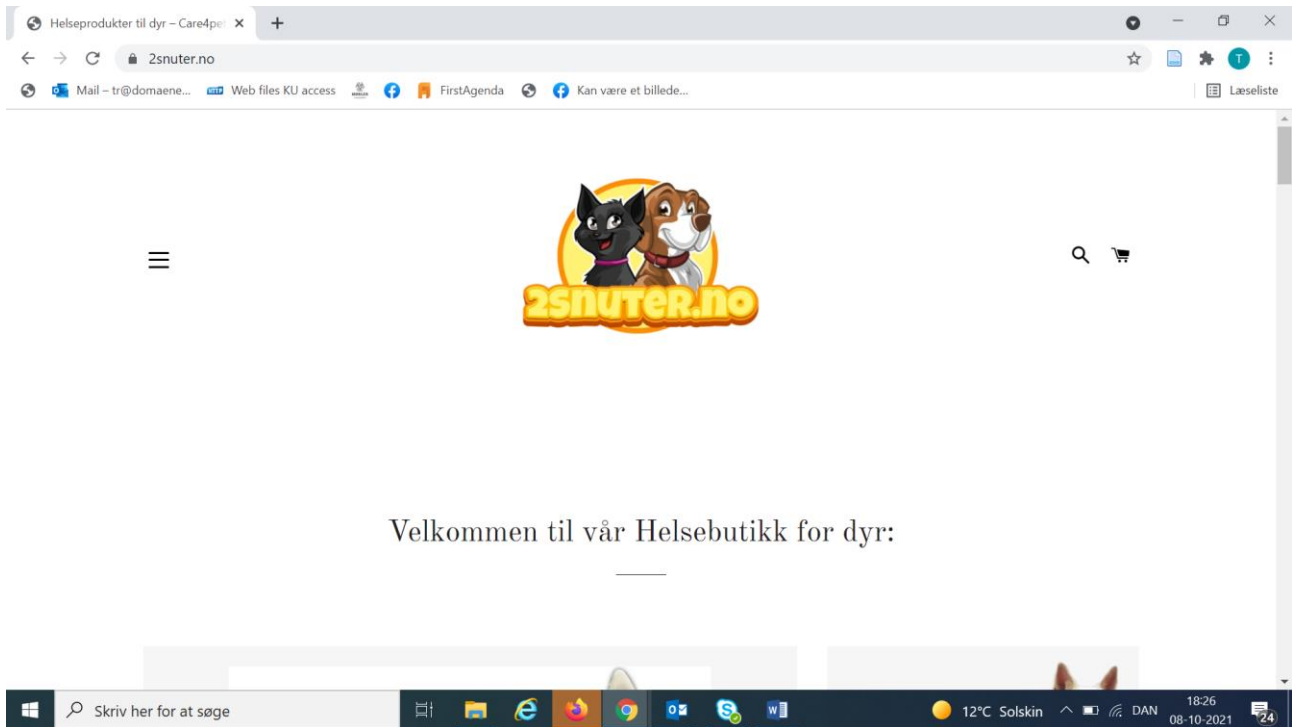 Helseprodukter til dyr – Care4pe
2snuter.no
Mail – tr@domaene... Web files KU access FirstAgenda Kan være et billede... Læseliste
T
2snuter.no
Velkommen til vår Helsebutikk for dyr:
Skriv her for at søge
12°C Solskin DAN
18:26
08-10-2021
24